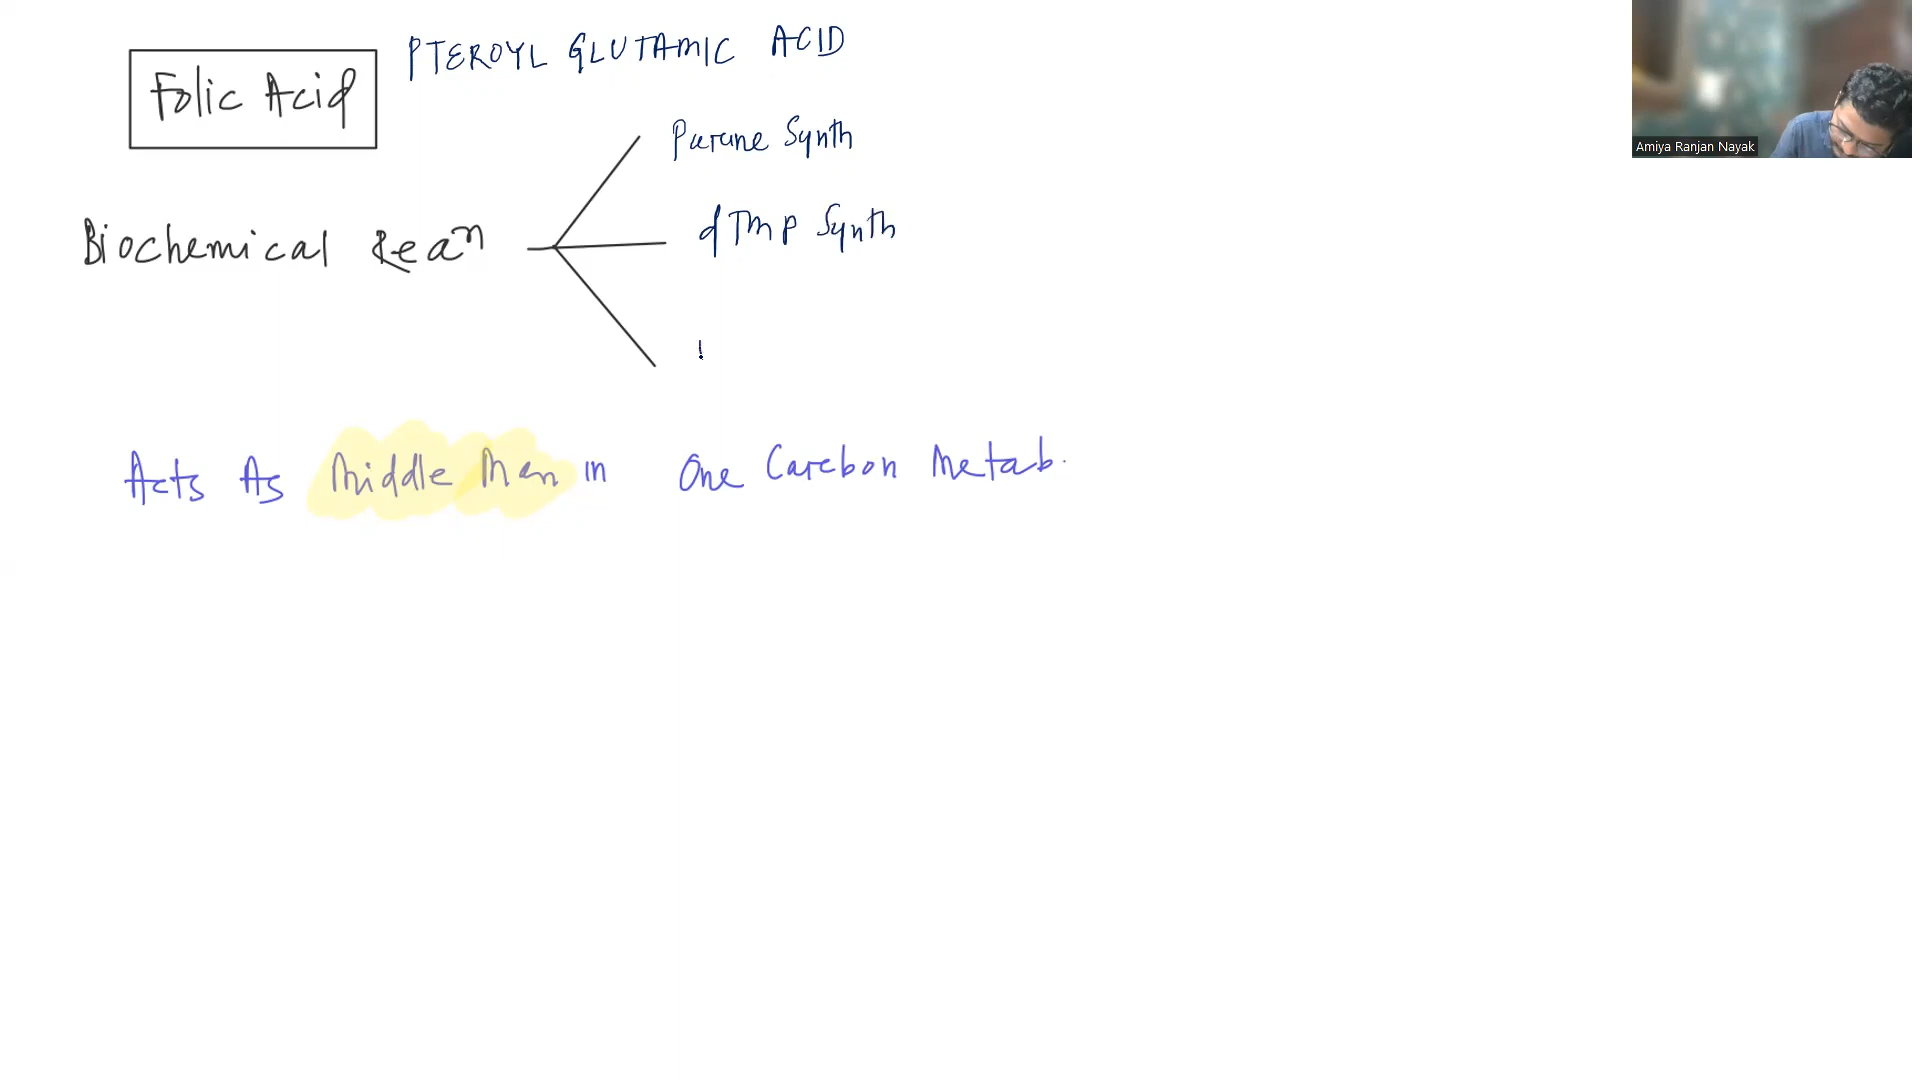 PTEROYL GLUTAMIC ACID
Folic Acid
Purine Synth
dTMP Synth
Biochemical Rea^n
Acts As Middle Man in One Carbon Metab.
Amiya Ranjan Nayak